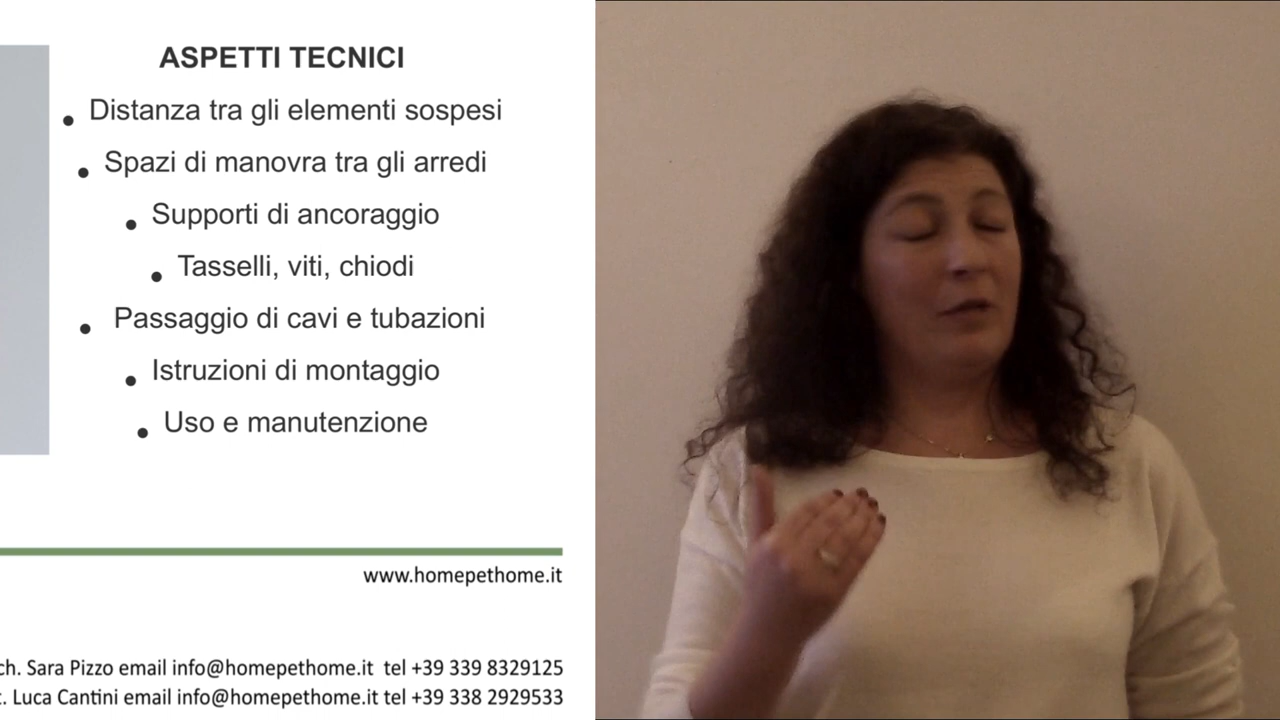 ASPETTI TECNICI
• Distanza tra gli elementi sospesi
• Spazi di manovra tra gli arredi
• Supporti di ancoraggio
• Tasselli, viti, chiodi
• Passaggio di cavi e tubazioni
• Istruzioni di montaggio
• Uso e manutenzione
www.homepethome.it
ch. Sara Pizzo email info@homepethome.it tel +39 339 8329125
t. Luca Cantini email info@homepethome.it tel +39 338 2929533